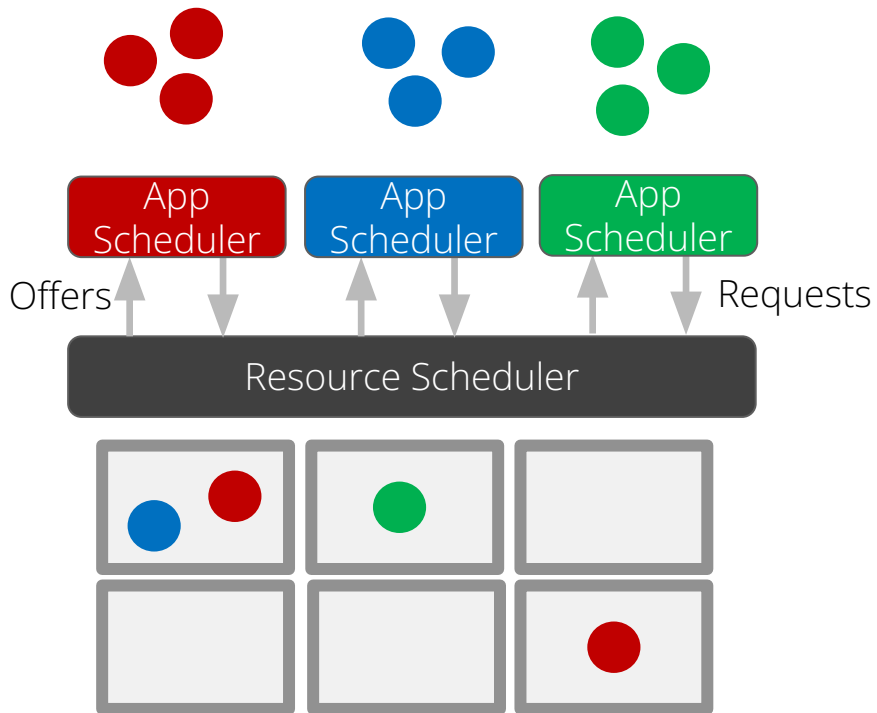 App
Scheduler
App
Scheduler
App
Scheduler
Offers
Requests
Resource Scheduler